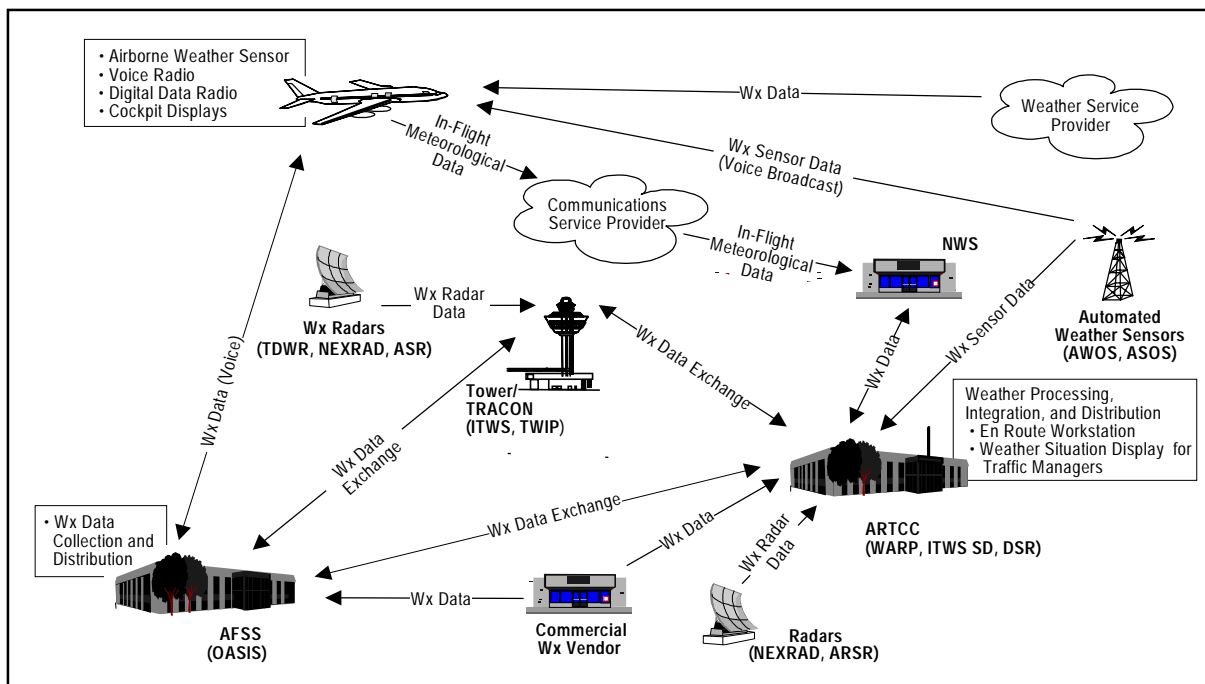 • Airborne Weather Sensor
• Voice Radio
• Digital Data Radio
• Cockpit Displays
Wx Data
Weather Service
Provider
In-Flight
Meteorological
Data
Wx Sensor Data
(Voice Broadcast)
Communications
Service Provider
In-Flight
Meteorological
Data
NWS
Wx Radar
Data
Wx Radars
(TDWR, NEXRAD, ASR)
Automated
Weather Sensors
(AWOS, ASOS)
Wx Sensor Data
Wx Data Exchange
Wx Data
Wx Data (Voice)
Tower/
TRACON
(ITWS, TWIP)
Weather Processing,
Integration, and Distribution
• En Route Workstation
• Weather Situation Display for
Traffic Managers
Wx Data
Exchange
Wx Data Exchange
Wx Data
Wx Radar
Data
ARTCC
(WARP, ITWS SD, DSR)
• Wx Data
Collection and
Distribution
Wx Data
AFSS
(OASIS)
Commercial
Wx Vendor
Radars
(NEXRAD, ARSR)